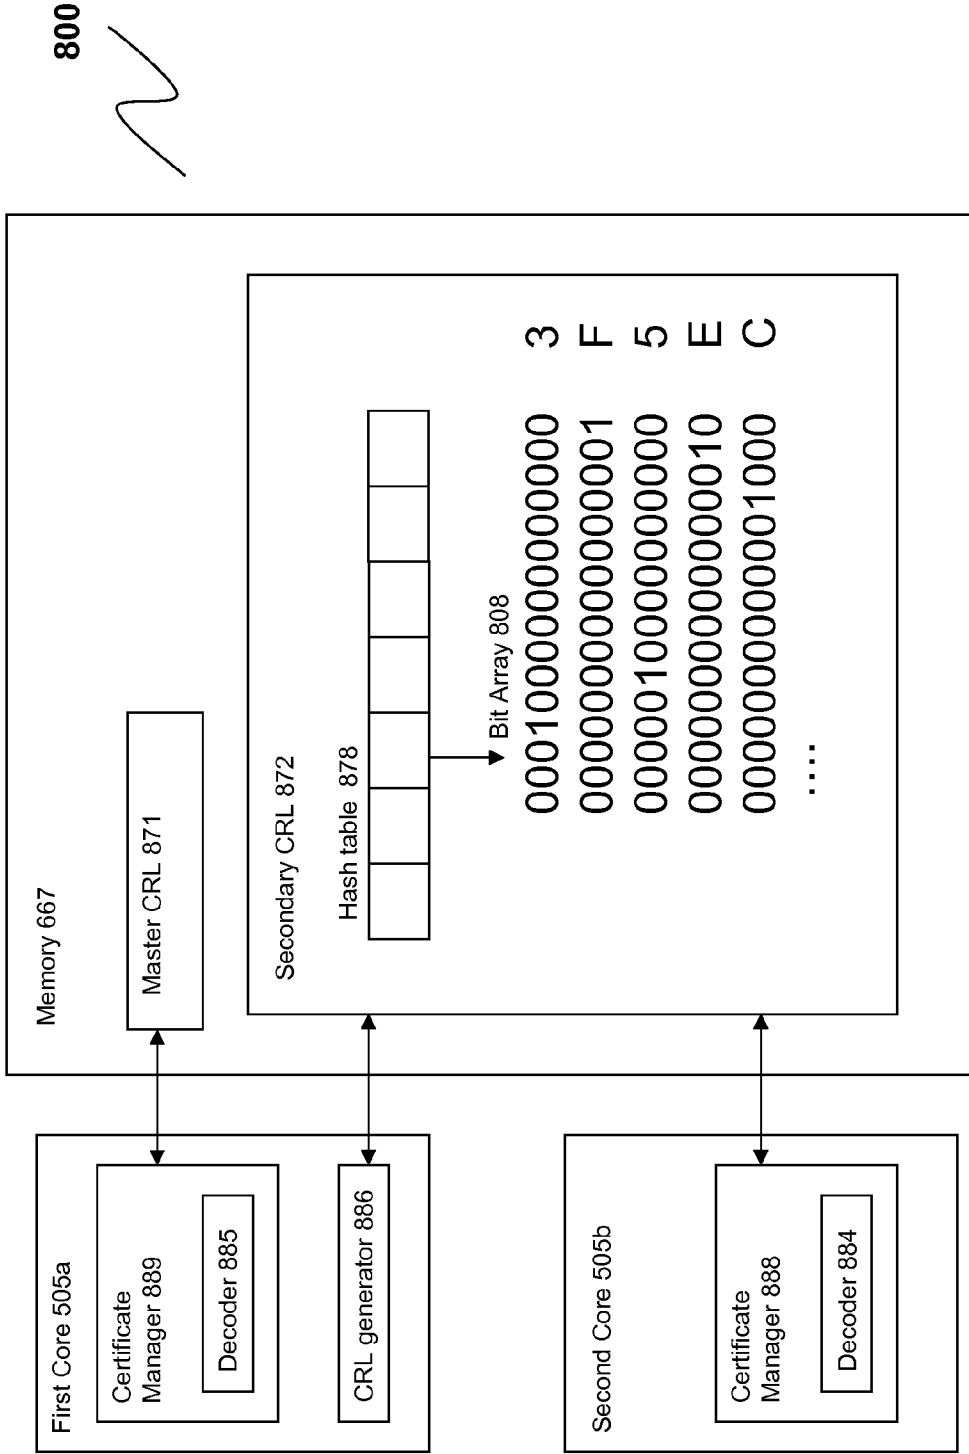 800
Memory 667
Master CRL 871
Secondary CRL 872
Hash table 878
Bit Array 808
0001000000000000 3
0000000000000001 F
0000010000000000 5
0000000000000010 E
0000000000001000 C
....
First Core 505a
Certificate
Manager 889
Decoder 885
CRL generator 886
Second Core 505b
Certificate
Manager 888
Decoder 884